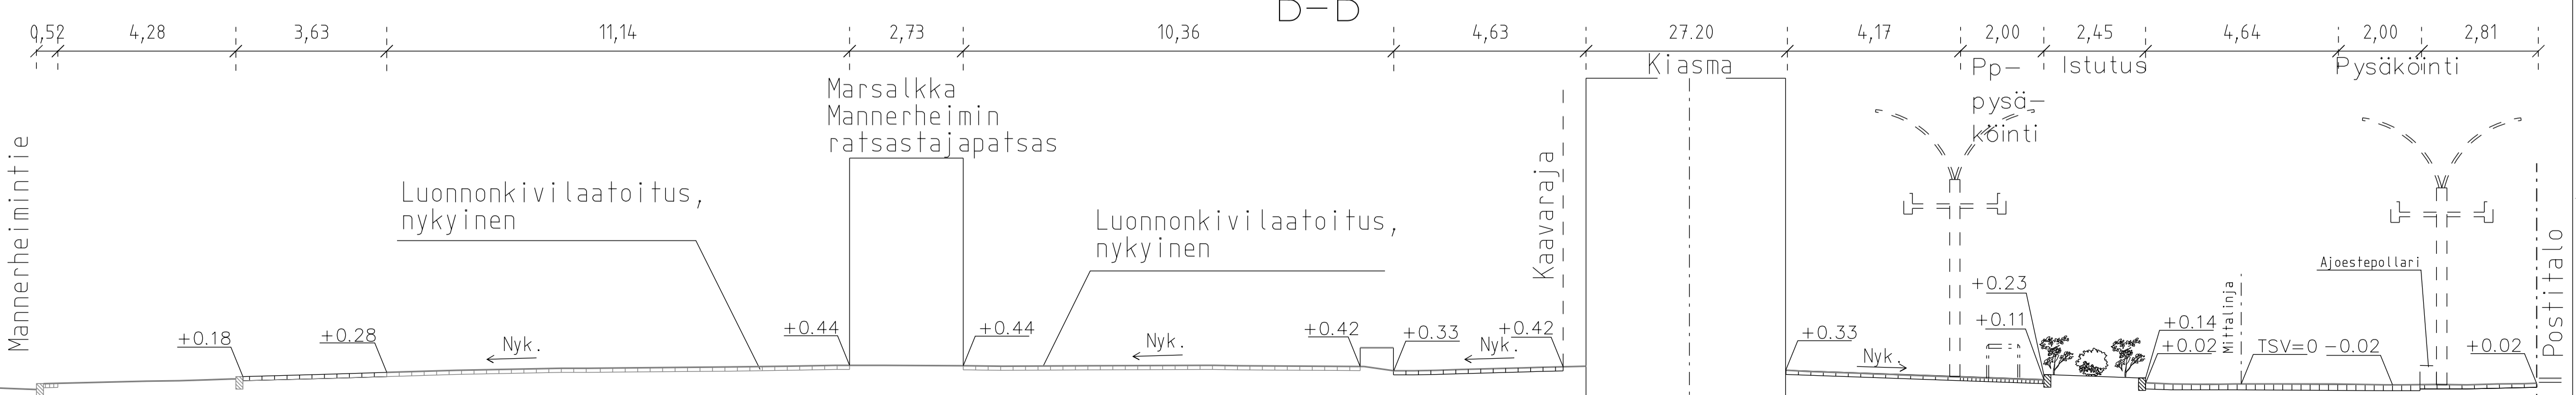 B-B
0,52 4,28 3,63 11,14 2,73 10,36 4,63 27.20 4,17 2,00 2,45 4,64 2,00 2,81
Mannerheimintie
Luonnonkivilaatoitus,
nykyinen
Marsalkka
Mannerheimin
ratsastajapatsas
Luonnonkivilaatoitus,
nykyinen
Kaavaraja
Kiasma
Pp-
pysä-
köinti
Istutus
Pysäköinti
Ajoestepollari
Mittalinja
Postitalo
+0.18
+0.28
Nyk.
+0.44
+0.44
Nyk.
+0.42
+0.33
Nyk.
+0.42
+0.33
Nyk.
+0.23
+0.11
+0.14
+0.02
TSV=0
-0.02
+0.02